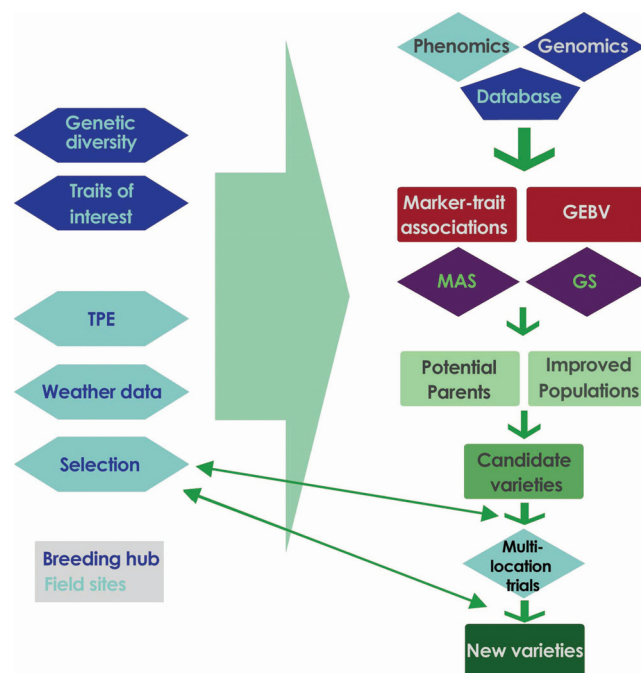 Phenomics
Genomics
Database
Genetic
diversity
Traits of
interest
Marker-trait
associations
GEBV
MAS
GS
TPE
Potential
Parents
Improved
Populations
Weather data
Selection
Candidate
varieties
Multi-
location
trials
Breeding hub
Field sites
New varieties